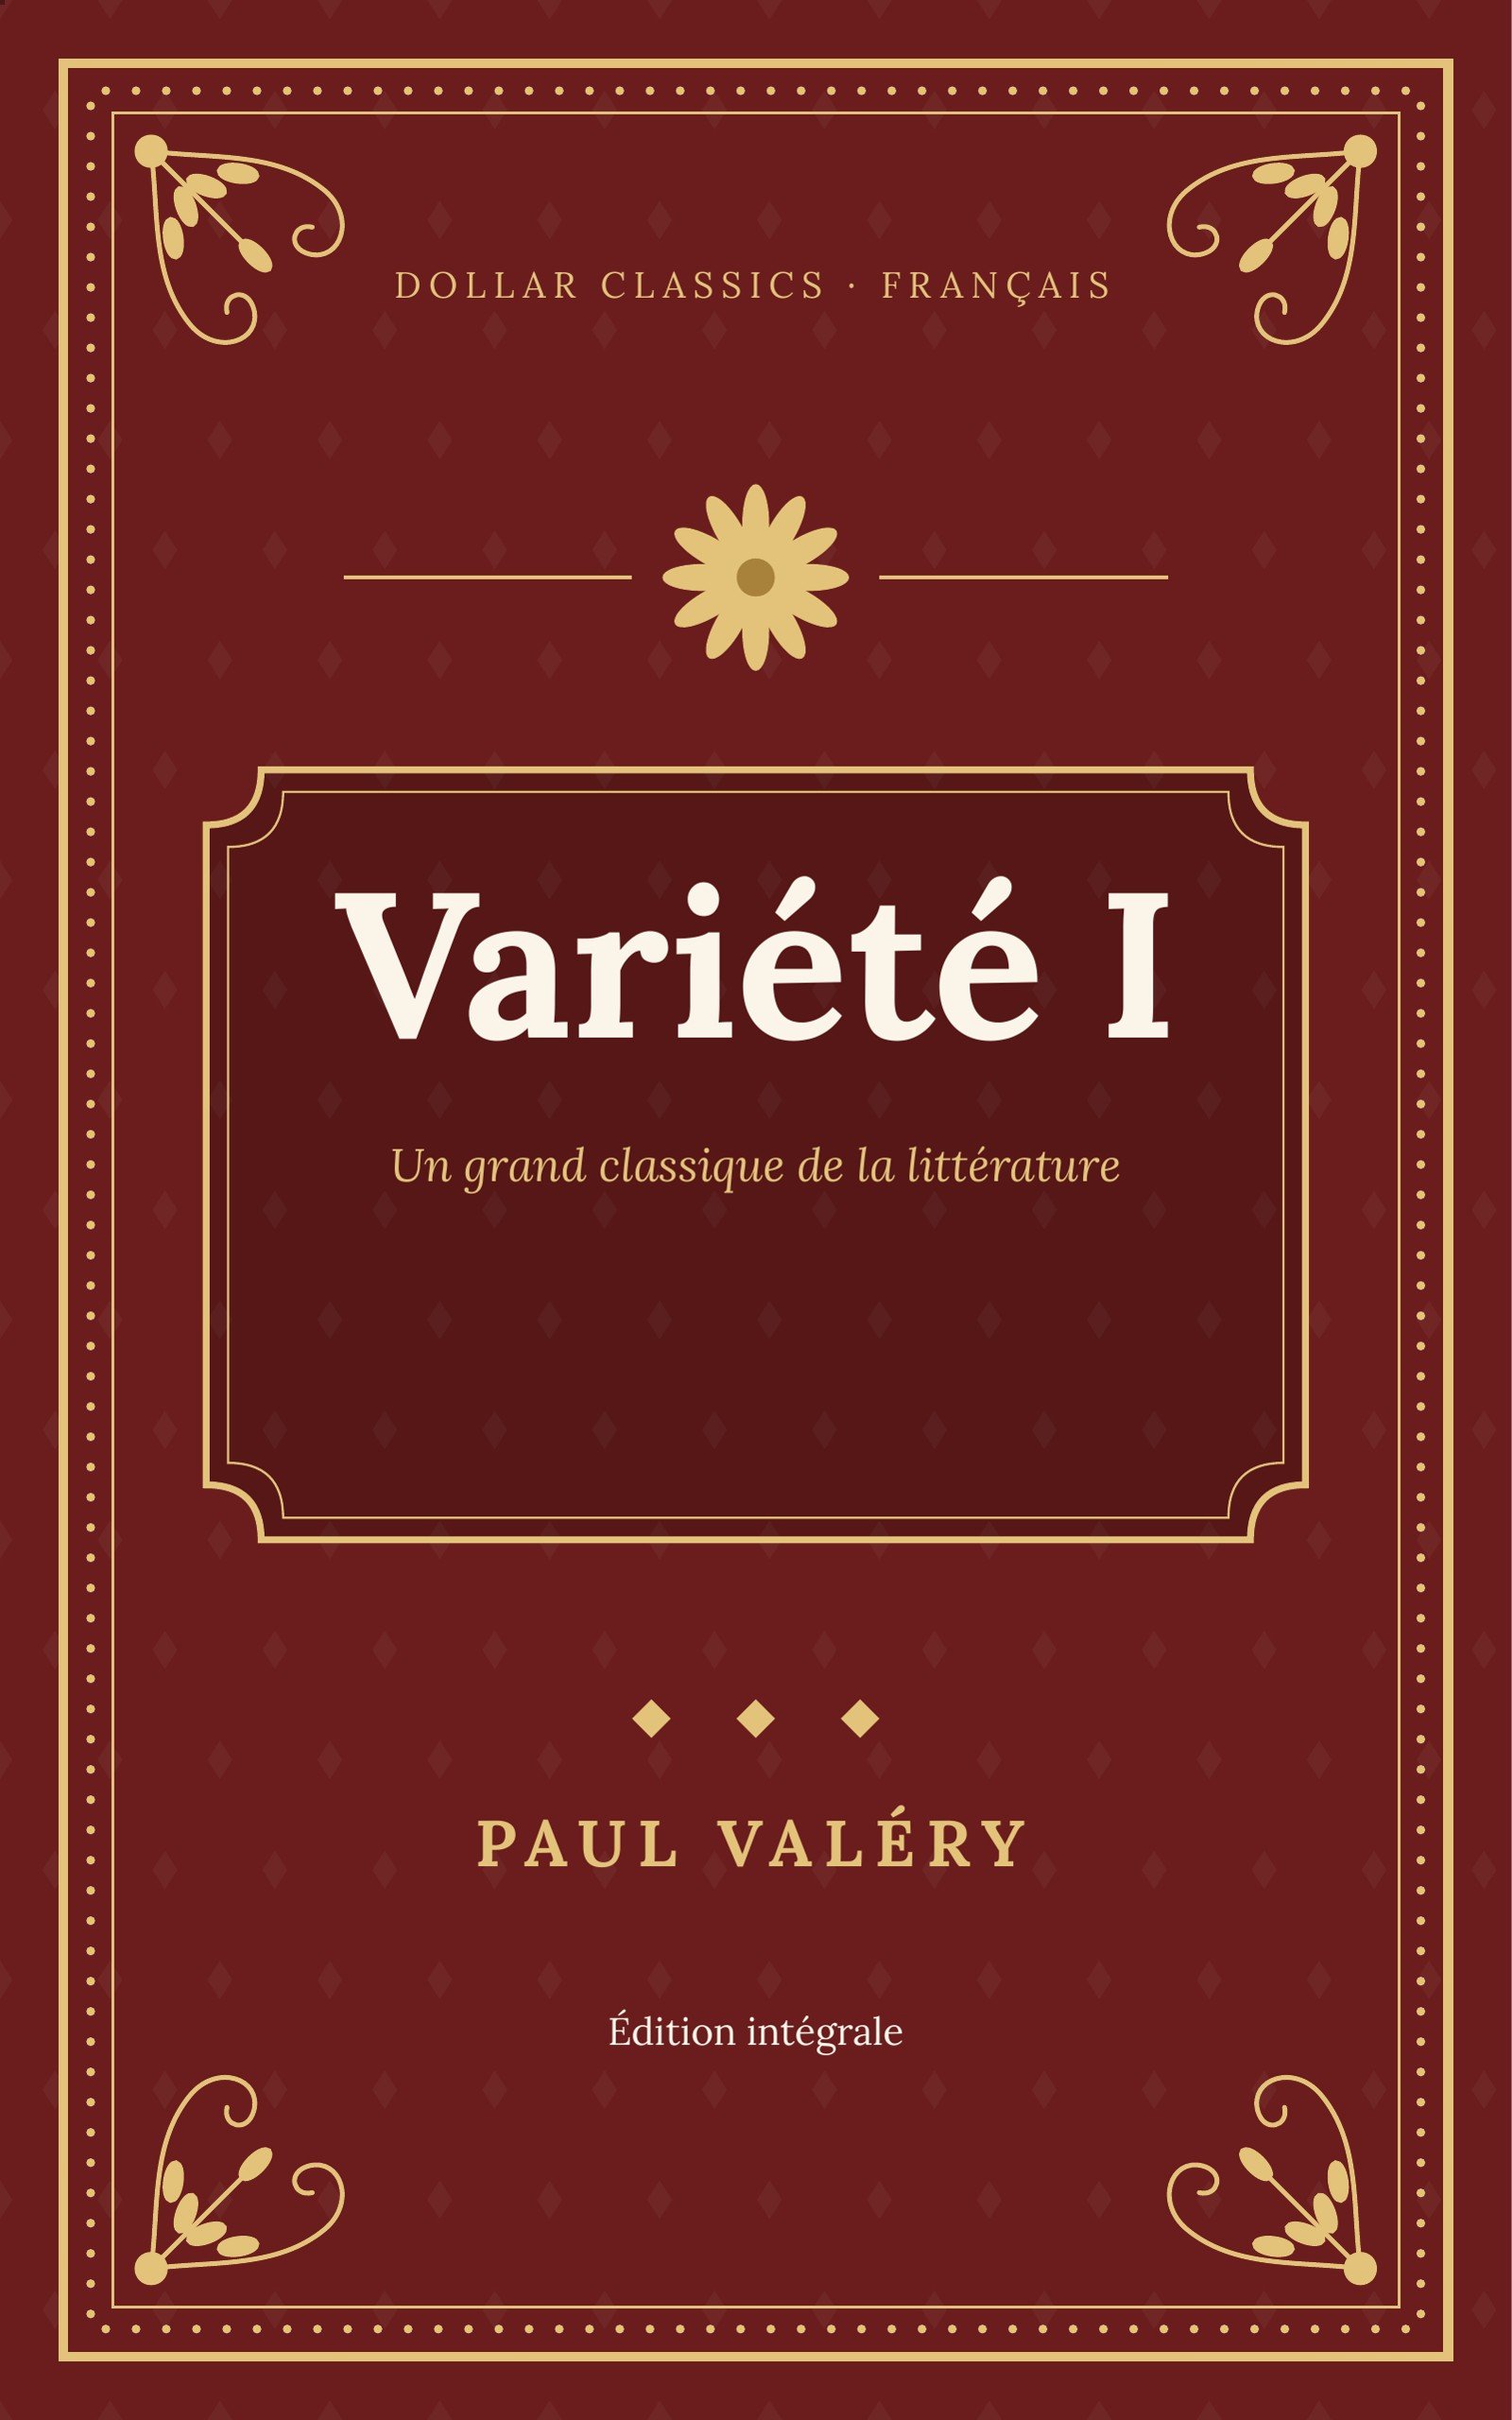 DOLLAR CLASSICS · FRANÇAIS
Variété I
Un grand classique de la littérature
PAUL VALÉRY
Édition intégrale